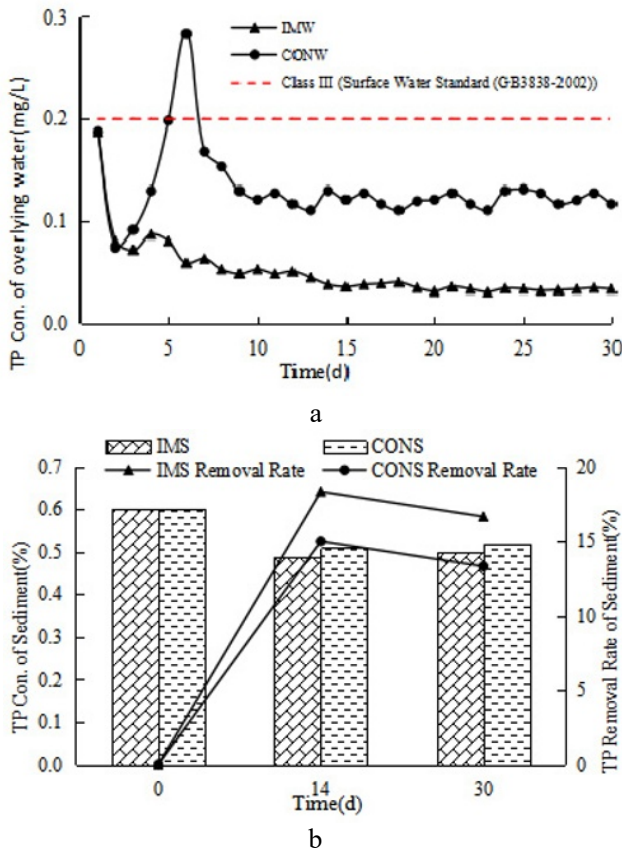 0.3
IMW
CONW
Class III (Surface Water Standard (GB3838-2002))
0.2
0.1
0.0
TP Con. of overlying water(mg/L)
0 5 10 15 20 25 30
Time(d)
a
IMS CONS
IMS Removal Rate CONS Removal Rate
0.7 20
0.6
0.5 15
0.4
0.3 10
0.2 5
0.1
0.0 0
TP Con. of Sediment(%)
TP Removal Rate of Sediment(%)
0 14 30
Time(d)
b